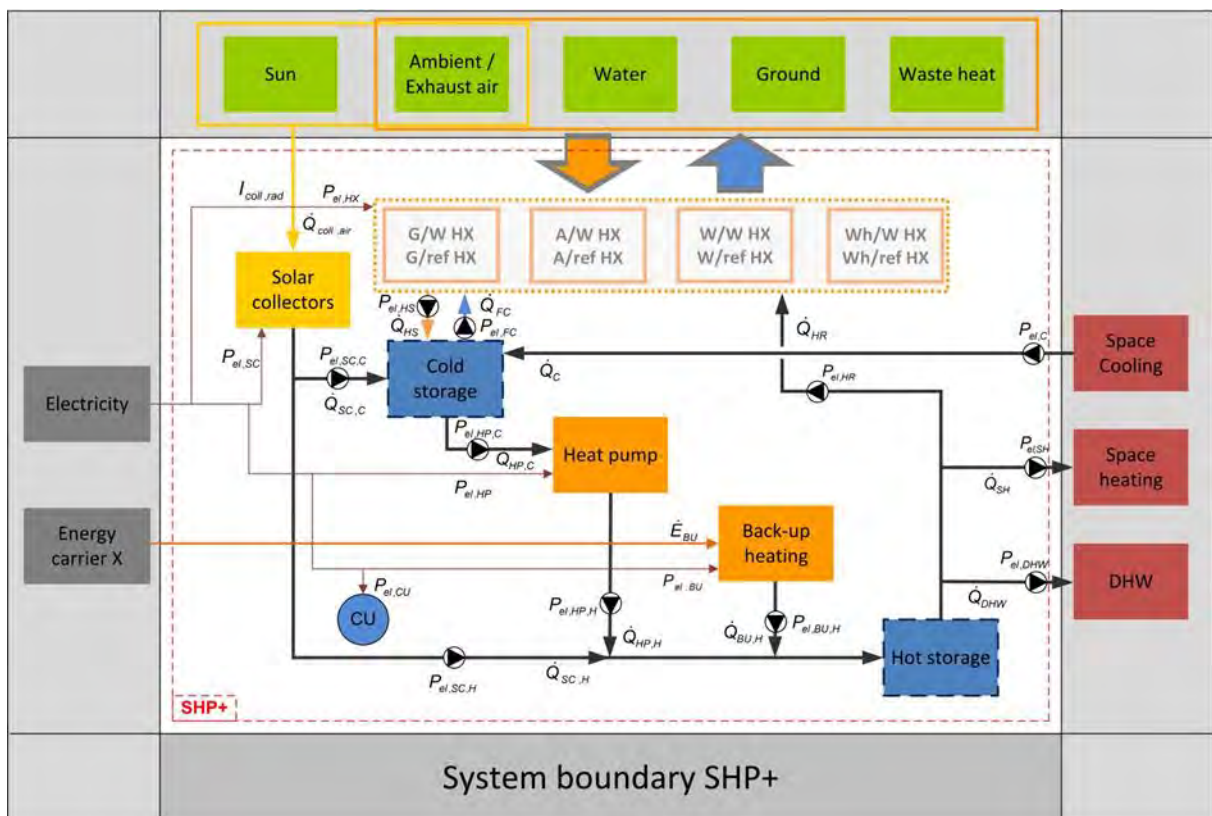 Sun
Ambient /
Exhaust air
Water
Ground
Waste heat
I coll,rad
P el,HX
Q̇ coll,air
G/W HX
G/ref HX
A/W HX
A/ref HX
W/W HX
W/ref HX
Wh/W HX
Wh/ref HX
Solar
collectors
P el,HS
Q̇ HS
Q̇ FC
P el,FC
Q̇ HR
P el,C
Space
Cooling
P el,SC
P el,SC,C
Q̇ SC,C
Cold
storage
Q̇ C
P el,HR
Electricity
P el,HP,C
Q̇ HP,C
Heat pump
P el,HP
P elSH
Q̇ SH
Space
heating
Energy
carrier X
Ė BU
Back-up
heating
P el,BU
P el,DHW
Q̇ DHW
DHW
P el,CU
CU
P el,HP,H
Q̇ HP,H
Q̇ BU,H
P el,BU,H
Hot storage
P el,SC,H
Q̇ SC,H
SHP+
System boundary SHP+